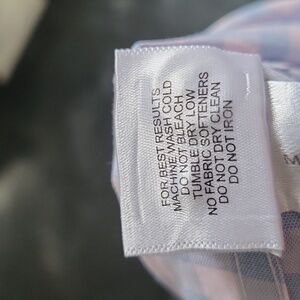 FOR BEST RESULTS
MACHINE WASH COLD
DO NOT BLEACH
TUMBLE DRY LOW
NO FABRIC SOFTENERS
DO NOT DRY CLEAN
DO NOT IRON
M